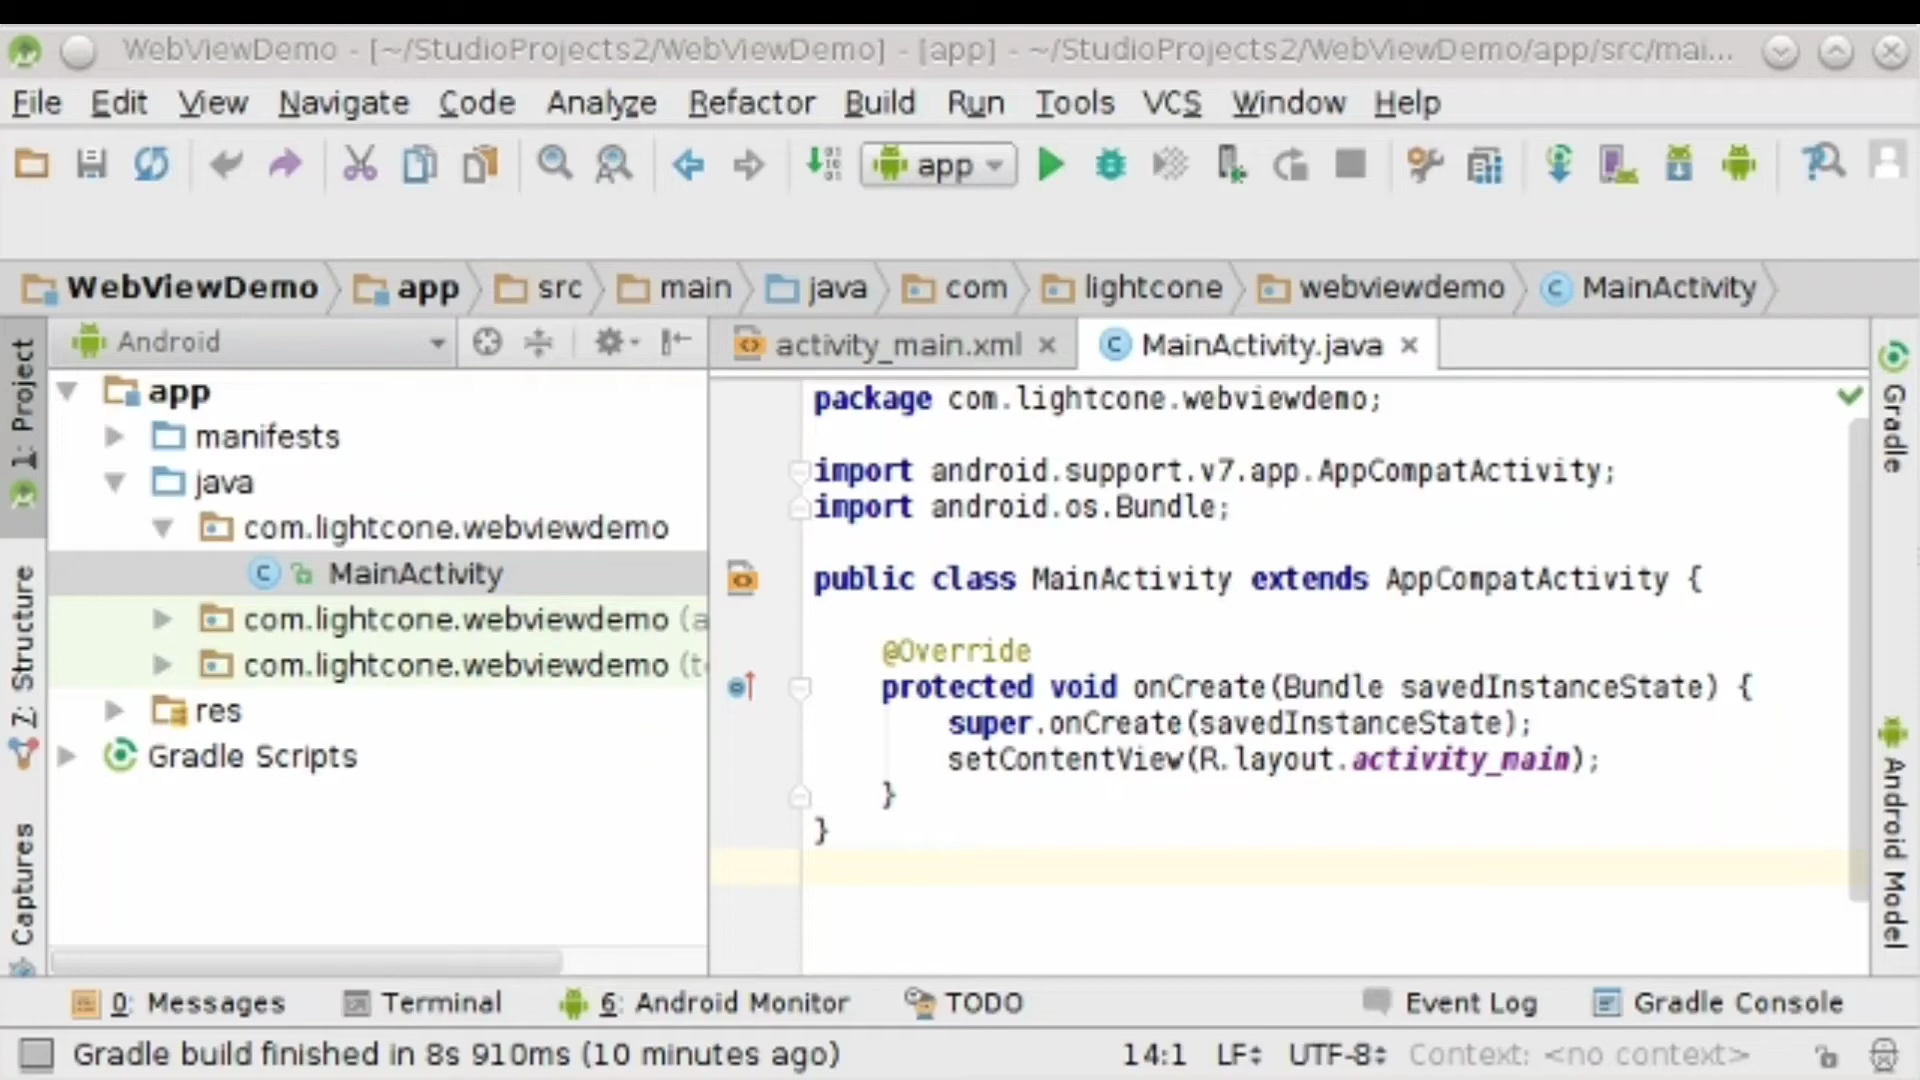 WebViewDemo - [~/StudioProjects2/WebViewDemo] - [app] - ~/StudioProjects2/WebViewDemo/app/src/mai...
File Edit View Navigate Code Analyze Refactor Build Run Tools VCS Window Help
app
WebViewDemo app src main java com lightcone webviewdemo MainActivity
1: Project
7: Structure
Captures
Android
app
manifests
java
com.lightcone.webviewdemo
MainActivity
com.lightcone.webviewdemo (a
com.lightcone.webviewdemo (t
res
Gradle Scripts
activity_main.xml
MainActivity.java
package com.lightcone.webviewdemo;
import android.support.v7.app.AppCompatActivity;
import android.os.Bundle;
public class MainActivity extends AppCompatActivity {
@Override
protected void onCreate(Bundle savedInstanceState) {
super.onCreate(savedInstanceState);
setContentView(R.layout.activity_main);
}
}
Gradle
Android Model
0: Messages Terminal 6: Android Monitor TODO Event Log Gradle Console
Gradle build finished in 8s 910ms (10 minutes ago) 14:1 LF UTF-8 Context: <no context>